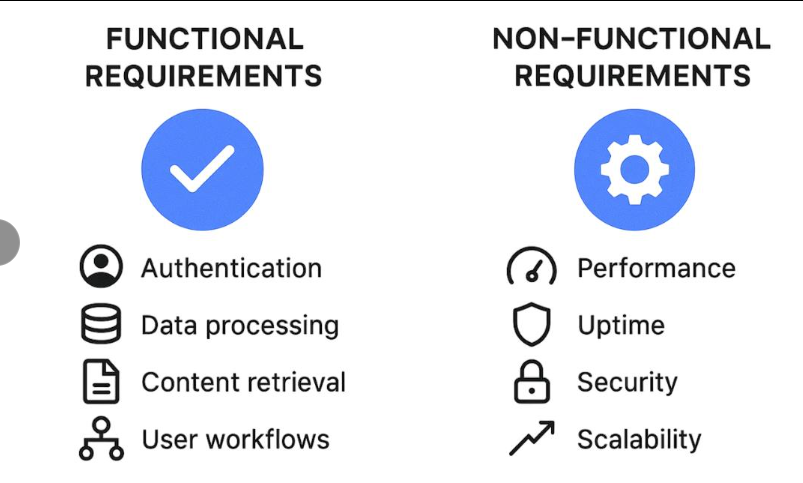 FUNCTIONAL
REQUIREMENTS
Authentication
Data processing
Content retrieval
User workflows
NON-FUNCTIONAL
REQUIREMENTS
Performance
Uptime
Security
Scalability